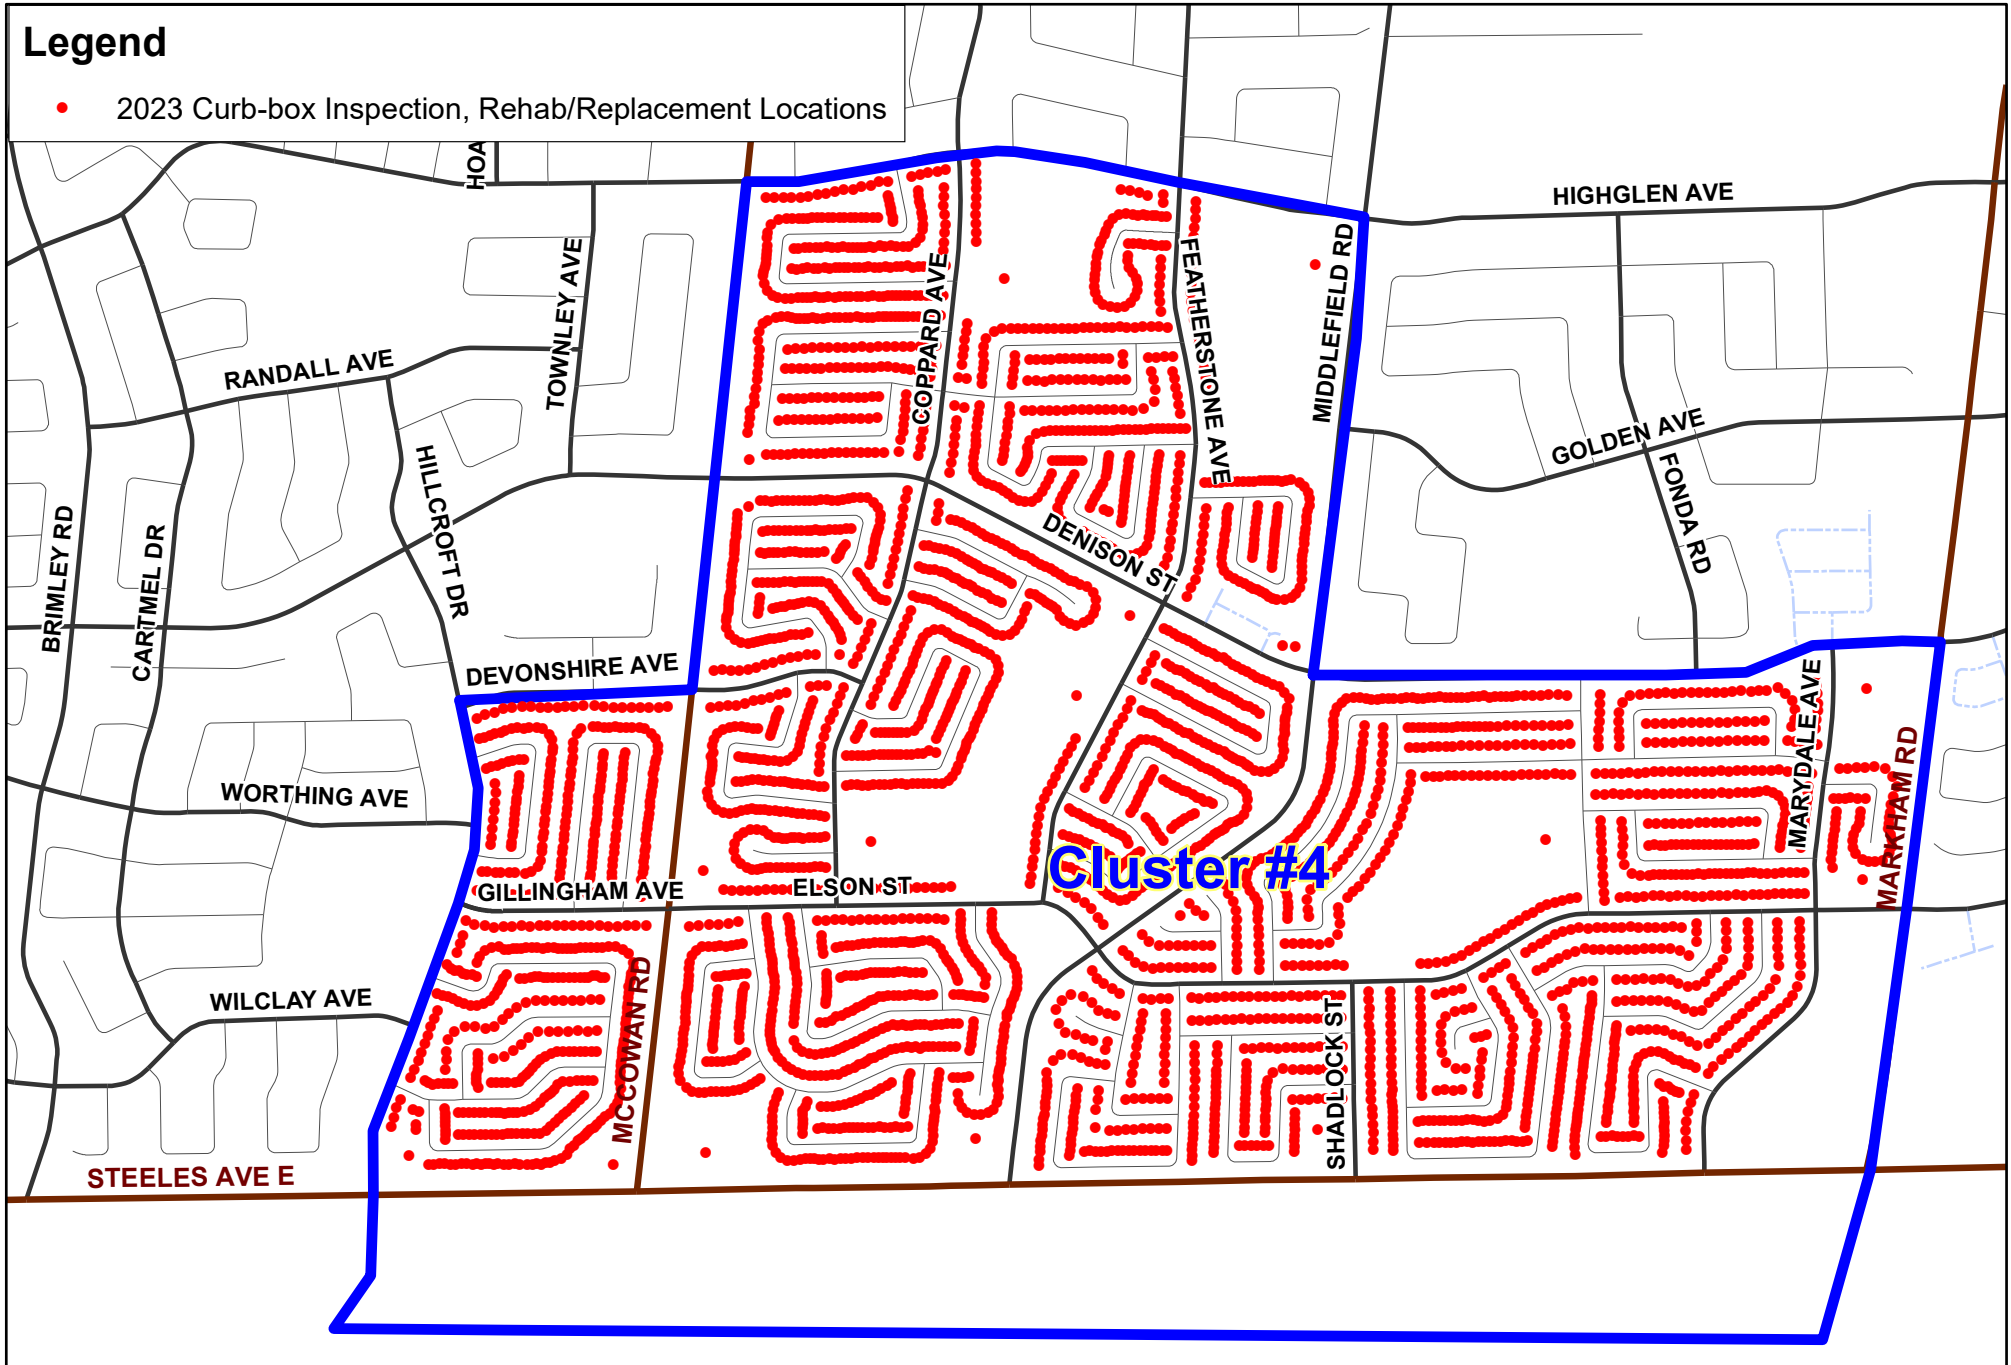 Legend
2023 Curb-box Inspection, Rehab/Replacement Locations
HOA
HIGHGLEN AVE
TOWNLEY AVE
COPPARD AVE
FEATHERSTONE AVE
MIDDLEFIELD RD
RANDALL AVE
GOLDEN AVE
HILLCROFT DR
FONDA RD
BRIMLEY RD
CARTMEL DR
DENISON ST
DEVONSHIRE AVE
MARYDALE AVE
MARKHAM RD
WORTHING AVE
Cluster #4
GILLINGHAM AVE
ELSON ST
WILCLAY AVE
MCCOWAN RD
SHADLOCK ST
STEELES AVE E